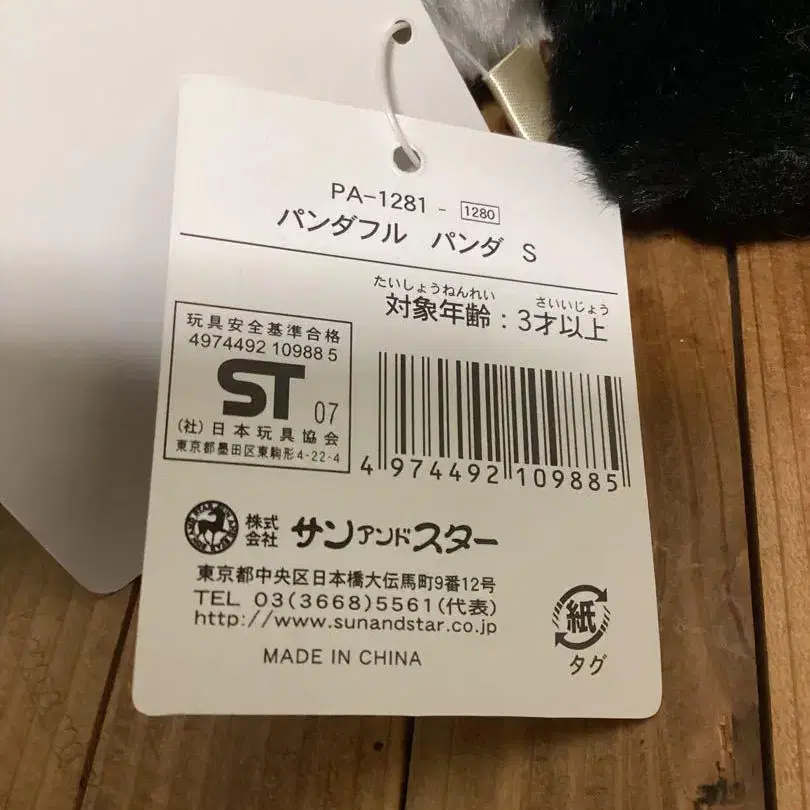 PA-1281 - 1280
パンダフル パンダ S
たいしょうねんれい さいいじょう
対象年齢：3才以上
玩具安全基準合格
4974492 109885
ST 07
(社)日本玩具協会
東京都墨田区東駒形4-22-4
4 974492 109885
株式会社 サンアンドスター
東京都中央区日本橋大伝馬町9番12号
TEL 03(3668)5561(代表)
http://www.sunandstar.co.jp
MADE IN CHINA
紙
タグ